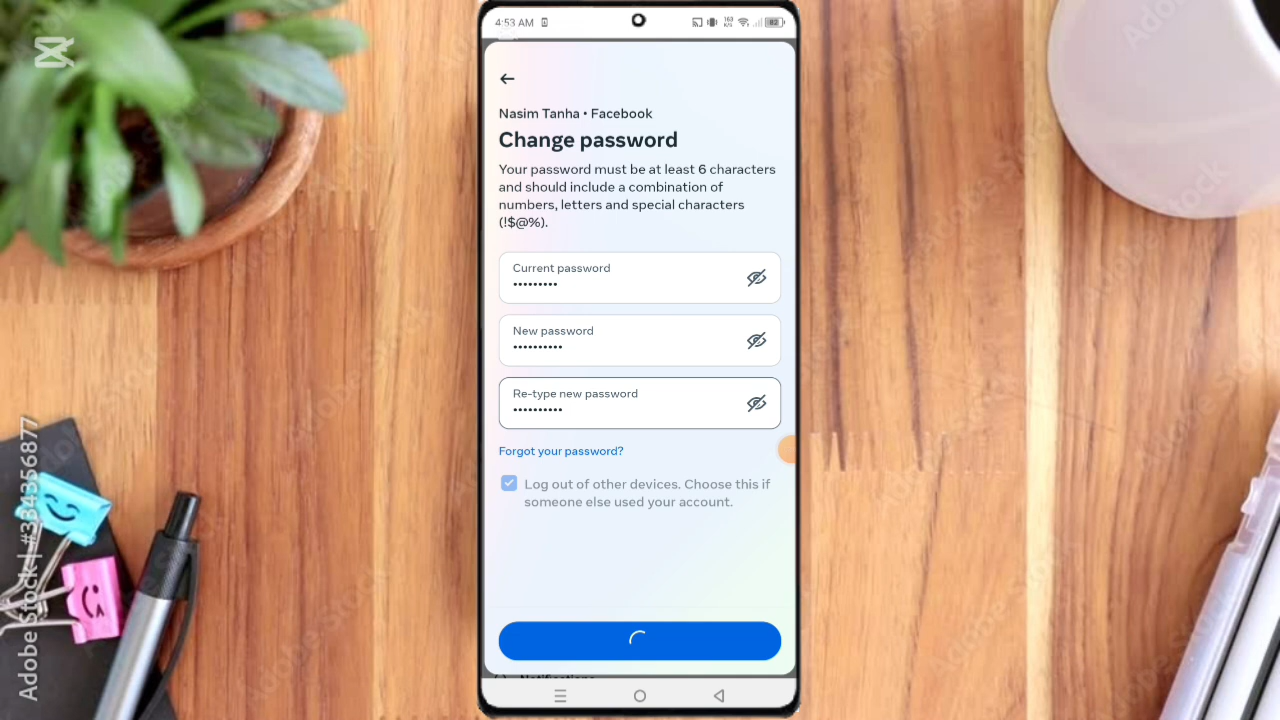 4:53 AM
82
Nasim Tanha • Facebook
Change password
Your password must be at least 6 characters
and should include a combination of
numbers, letters and special characters
(!$@%).
Current password
•••••••••
New password
••••••••••
Re-type new password
••••••••••
Forgot your password?
Log out of other devices. Choose this if
someone else used your account.
Adobe Stock | #334356877